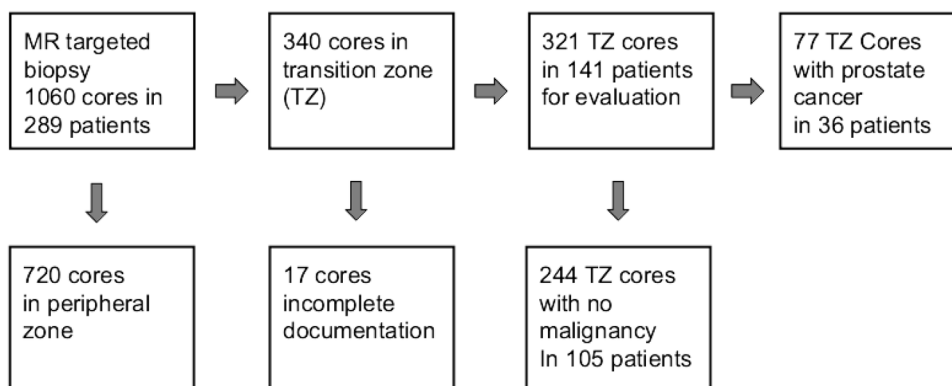 MR targeted
biopsy
1060 cores in
289 patients
340 cores in
transition zone
(TZ)
321 TZ cores
in 141 patients
for evaluation
77 TZ Cores
with prostate
cancer
in 36 patients
720 cores
in peripheral
zone
17 cores
incomplete
documentation
244 TZ cores
with no
malignancy
In 105 patients